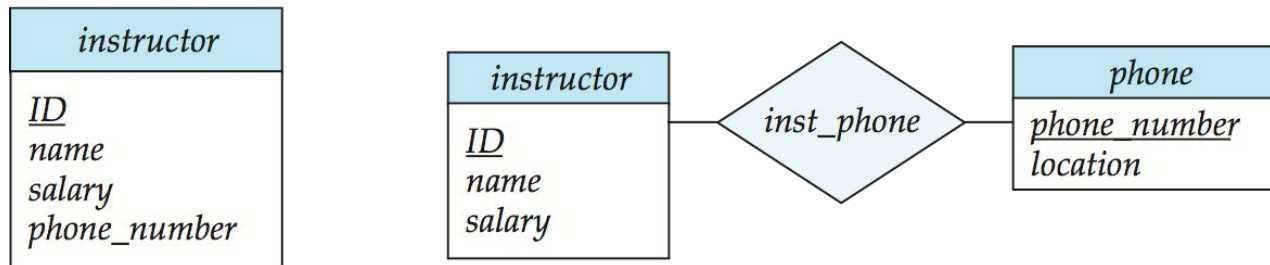 instructor
ID
name
salary
phone_number
instructor
ID
name
salary
inst_phone
phone
phone_number
location